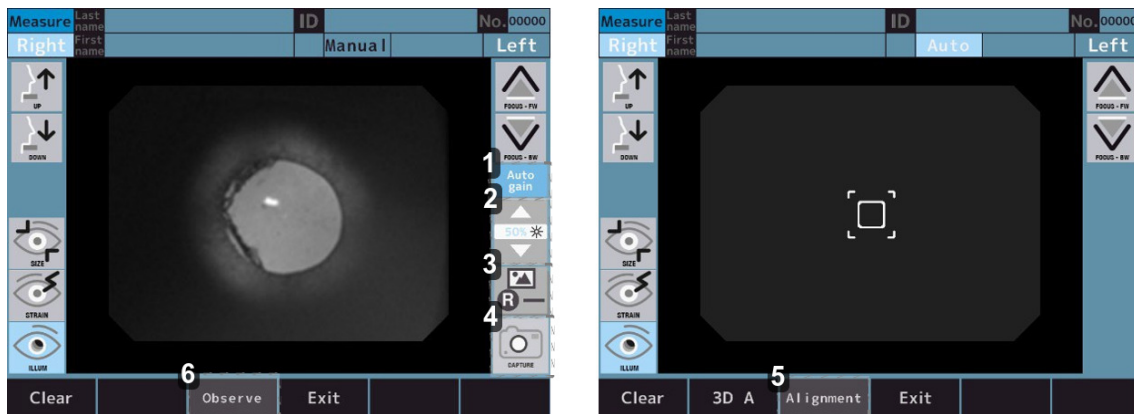 Measure Last name ID No. 00000
Right First name Manual Left
UP
FOCUS - FW
DOWN
FOCUS - BW
1
Auto
gain
2
50%
3
SIZE
R
4
STRAIN
CAPTURE
ILLUM
6
Clear Observe Exit
Measure Last name ID No. 00000
Right First name Auto Left
UP
FOCUS - FW
DOWN
FOCUS - BW
SIZE
STRAIN
ILLUM
5
Clear 3D A Alignment Exit